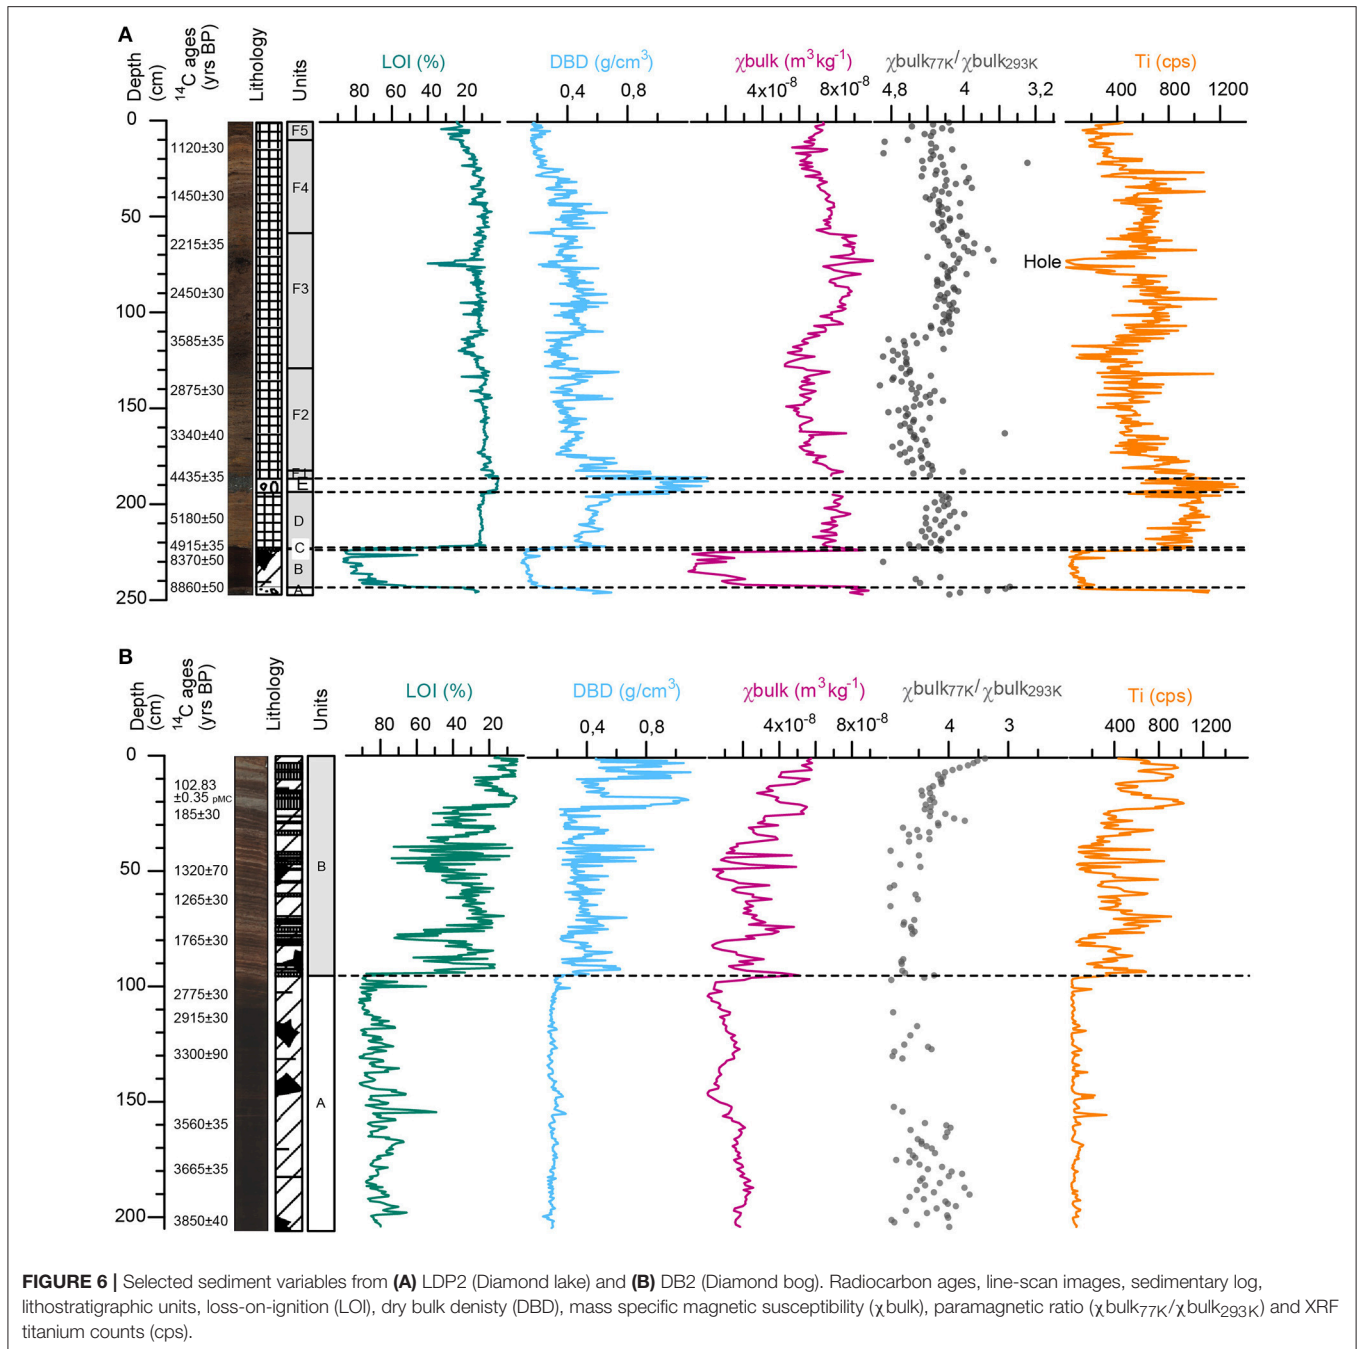 A
Depth (cm)
¹⁴C ages (yrs BP)
Lithology
Units
LOI (%)
DBD (g/cm³)
χbulk (m³kg⁻¹)
χbulk77K/χbulk293K
Ti (cps)
80 40 20
0,4 0,8
4x10⁻⁸ 8x10⁻⁸
4,8 4 3,2
400 800 1200
0
50
100
150
200
250
1120±30
1450±30
2215±35
2450±30
3585±35
2875±30
3340±40
4435±35
5180±50
4915±35
8370±50
8860±50
F5
F4
F3
F2
F1
E
D
C
B
A
Hole
B
Depth (cm)
¹⁴C ages (yrs BP)
Lithology
Units
LOI (%)
DBD (g/cm³)
χbulk (m³kg⁻¹)
χbulk77K/χbulk293K
Ti (cps)
80 60 40 20
0,4 0,8
4x10⁻⁸ 8x10⁻⁸
4 3
400 800 1200
0
50
100
150
200
102.83
±0.35 pMC
185±30
1320±70
1265±30
1765±30
2775±30
2915±30
3300±90
3560±35
3665±35
3850±40
B
A
FIGURE 6 | Selected sediment variables from (A) LDP2 (Diamond lake) and (B) DB2 (Diamond bog). Radiocarbon ages, line-scan images, sedimentary log,
lithostratigraphic units, loss-on-ignition (LOI), dry bulk denisty (DBD), mass specific magnetic susceptibility (χbulk), paramagnetic ratio (χbulk77K/χbulk293K) and XRF
titanium counts (cps).